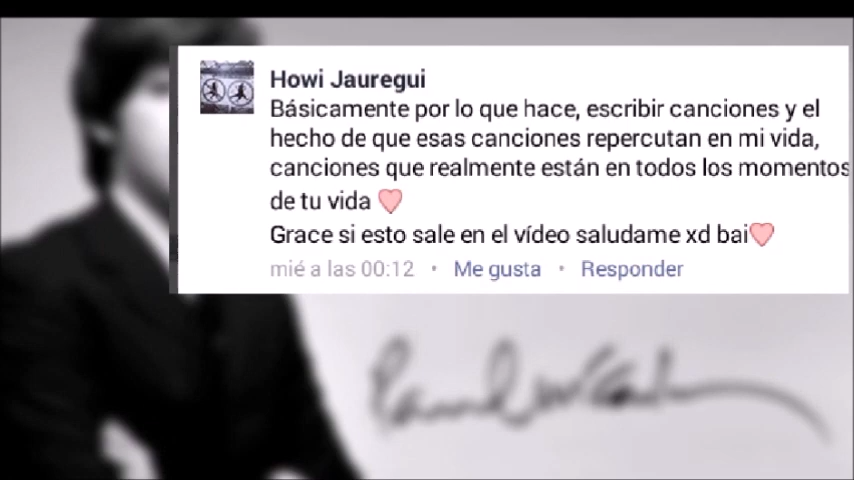 Howi Jauregui
Básicamente por lo que hace, escribir canciones y el
hecho de que esas canciones repercutan en mi vida,
canciones que realmente están en todos los momentos
de tu vida
Grace si esto sale en el vídeo saludame xd bai
mié a las 00:12 • Me gusta • Responder